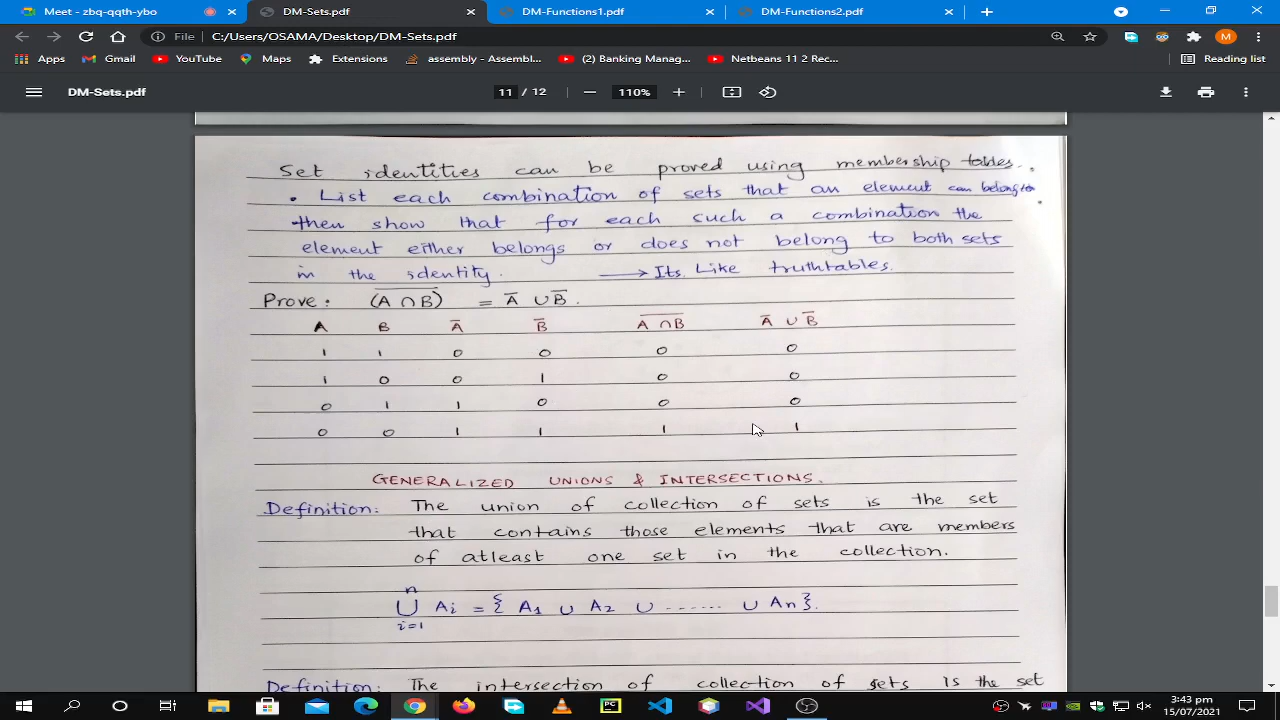 Meet - zbq-qqth-ybo
DM-Sets.pdf
DM-Functions1.pdf
DM-Functions2.pdf
File
C:/Users/OSAMA/Desktop/DM-Sets.pdf
M
Apps
Gmail
YouTube
Maps
Extensions
assembly - Assembl...
(2) Banking Manag...
Netbeans 11 2 Rec...
Reading list
DM-Sets.pdf
11 / 12
110%
Set identities can be proved using membership tables.
• List each combination of sets that an element can belong to
then show that for each such a combination the
element either belongs or does not belong to both sets
in the identity. ⟶ Its Like truthtables.
Prove: (A̅ ̅∩̅ ̅B̅) = A̅ ∪ B̅.
A B A̅ B̅ A̅ ̅∩̅ ̅B̅ A̅ ∪ B̅
1 1 0 0 0 0
1 0 0 1 0 0
0 1 1 0 0 0
0 0 1 1 1 1
GENERALIZED UNIONS & INTERSECTIONS.
Definition: The union of collection of sets is the set
that contains those elements that are members
of atleast one set in the collection.
n
∪ Ai = { A1 ∪ A2 ∪ ------ ∪ An}.
i=1
Definition: The intersection of collection of sets is the set
3:43 pm
15/07/2021